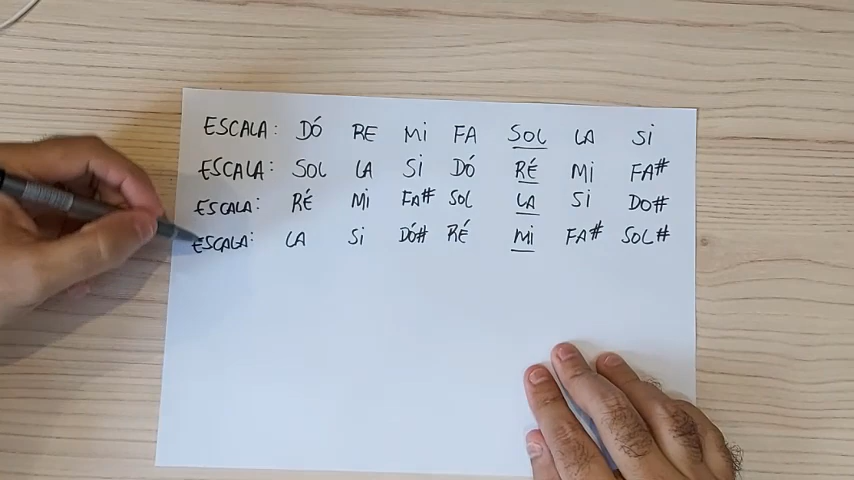 ESCALA: DÓ RE Mi FA SOL LA Si
ESCALA: SOL LA Si DÓ RÉ Mi FA#
ESCALA: RÉ Mi FA# SOL LA Si DO#
ESCALA: LA Si DÓ# RÉ Mi FA# SOL#